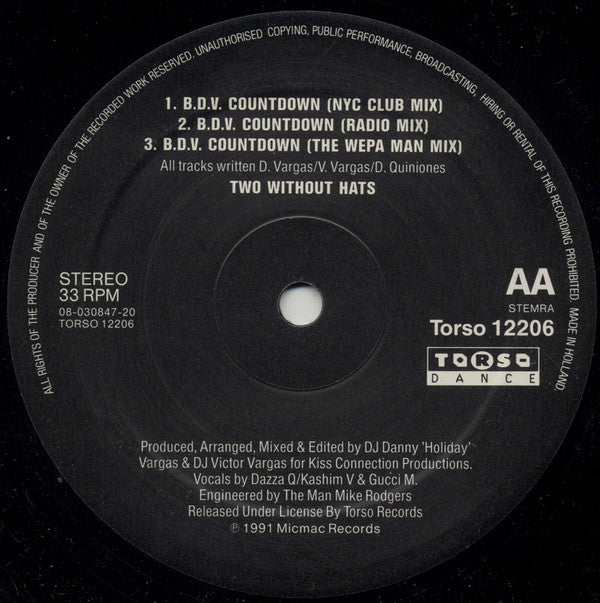 ALL RIGHTS OF THE PRODUCER AND OF THE OWNER OF THE RECORDED WORK RESERVED. UNAUTHORISED COPYING, PUBLIC PERFORMANCE, BROADCASTING, HIRING OR RENTAL OF THIS RECORDING PROHIBITED. MADE IN HOLLAND.
1. B.D.V. COUNTDOWN (NYC CLUB MIX)
2. B.D.V. COUNTDOWN (RADIO MIX)
3. B.D.V. COUNTDOWN (THE WEPA MAN MIX)
All tracks written D. Vargas/V. Vargas/D. Quiniones
TWO WITHOUT HATS
STEREO
33 RPM
08-030847-20
TORSO 12206
AA
STEMRA
Torso 12206
TORSO
DANCE
Produced, Arranged, Mixed & Edited by DJ Danny 'Holiday'
Vargas & DJ Victor Vargas for Kiss Connection Productions.
Vocals by Dazza Q/Kashim V & Gucci M.
Engineered by The Man Mike Rodgers
Released Under License By Torso Records
℗ 1991 Micmac Records